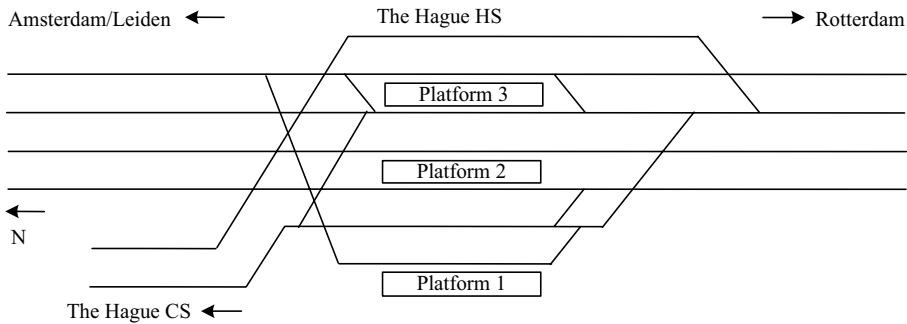 Amsterdam/Leiden
The Hague HS
Rotterdam
Platform 3
Platform 2
N
Platform 1
The Hague CS